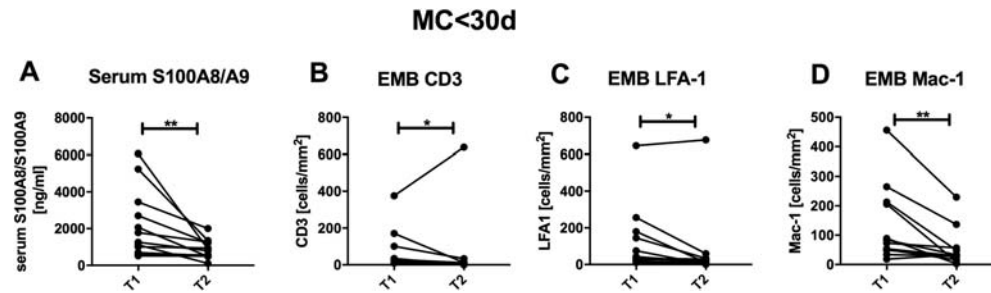 MC<30d
A Serum S100A8/A9
serum S100A8/S100A9
[ng/ml]
8000
6000
4000
2000
0
**
T1 T2
B EMB CD3
CD3 [cells/mm²]
800
600
400
200
0
*
T1 T2
C EMB LFA-1
LFA1 [cells/mm²]
800
600
400
200
0
*
T1 T2
D EMB Mac-1
Mac-1 [cells/mm²]
500
400
300
200
100
0
**
T1 T2